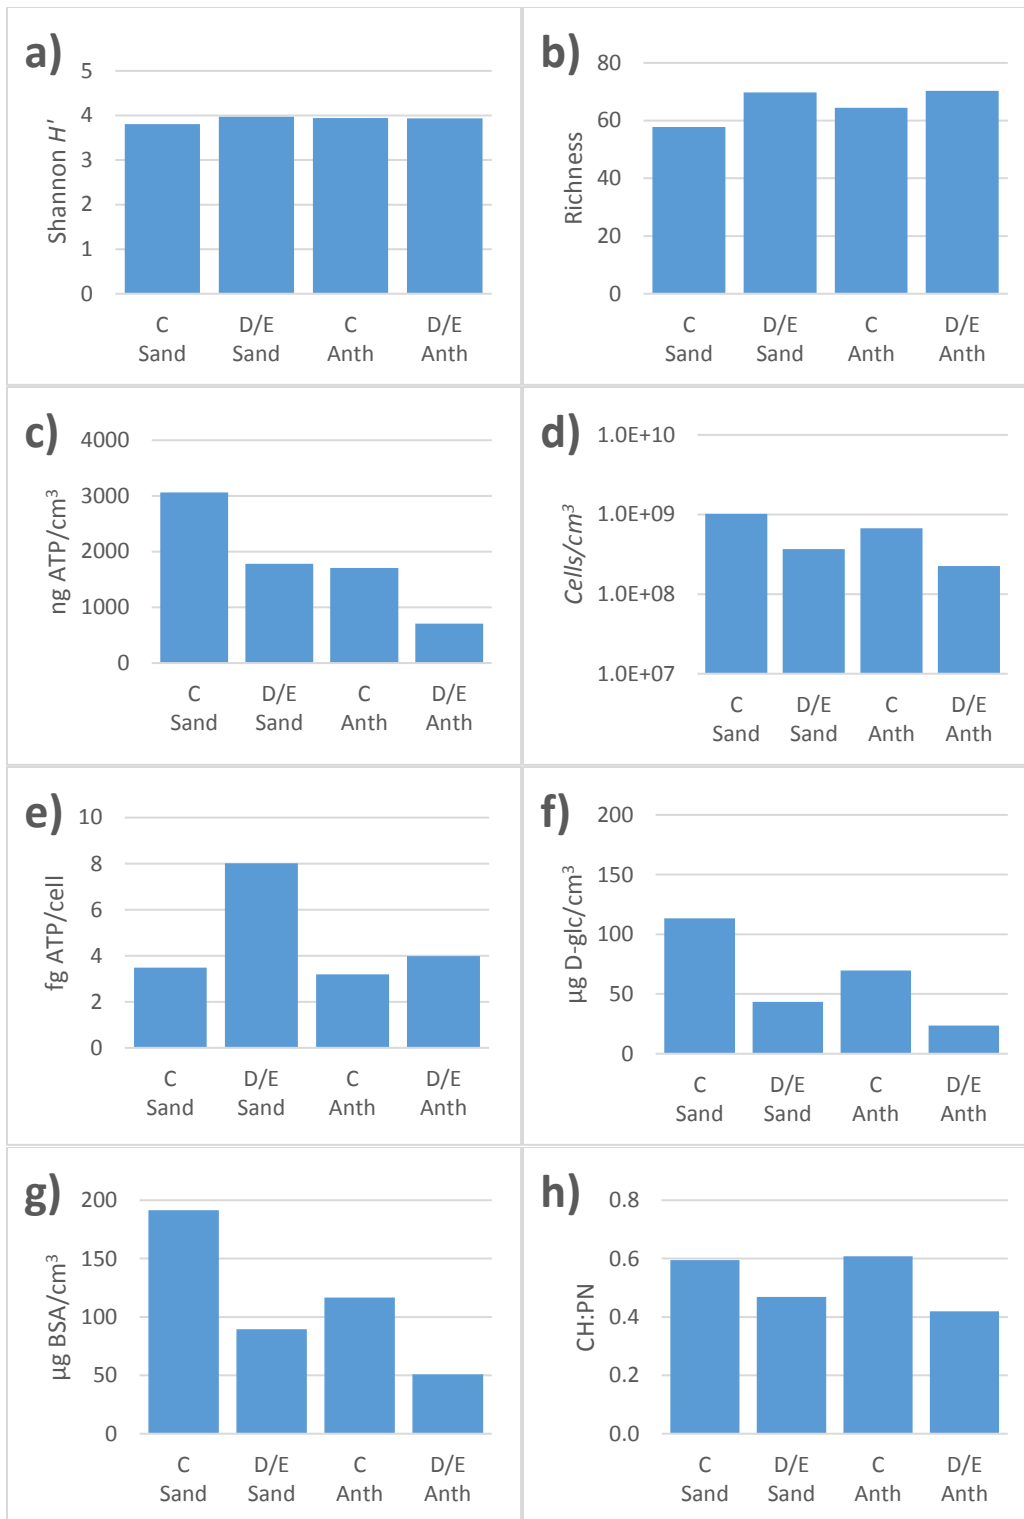 a)
Shannon H'
5
4
3
2
1
0
C Sand
D/E Sand
C Anth
D/E Anth
b)
Richness
80
60
40
20
0
C Sand
D/E Sand
C Anth
D/E Anth
c)
ng ATP/cm³
4000
3000
2000
1000
0
C Sand
D/E Sand
C Anth
D/E Anth
d)
Cells/cm³
1.0E+10
1.0E+09
1.0E+08
1.0E+07
C Sand
D/E Sand
C Anth
D/E Anth
e)
fg ATP/cell
10
8
6
4
2
0
C Sand
D/E Sand
C Anth
D/E Anth
f)
µg D-glc/cm³
200
150
100
50
0
C Sand
D/E Sand
C Anth
D/E Anth
g)
µg BSA/cm³
200
150
100
50
0
C Sand
D/E Sand
C Anth
D/E Anth
h)
CH:PN
0.8
0.6
0.4
0.2
0.0
C Sand
D/E Sand
C Anth
D/E Anth